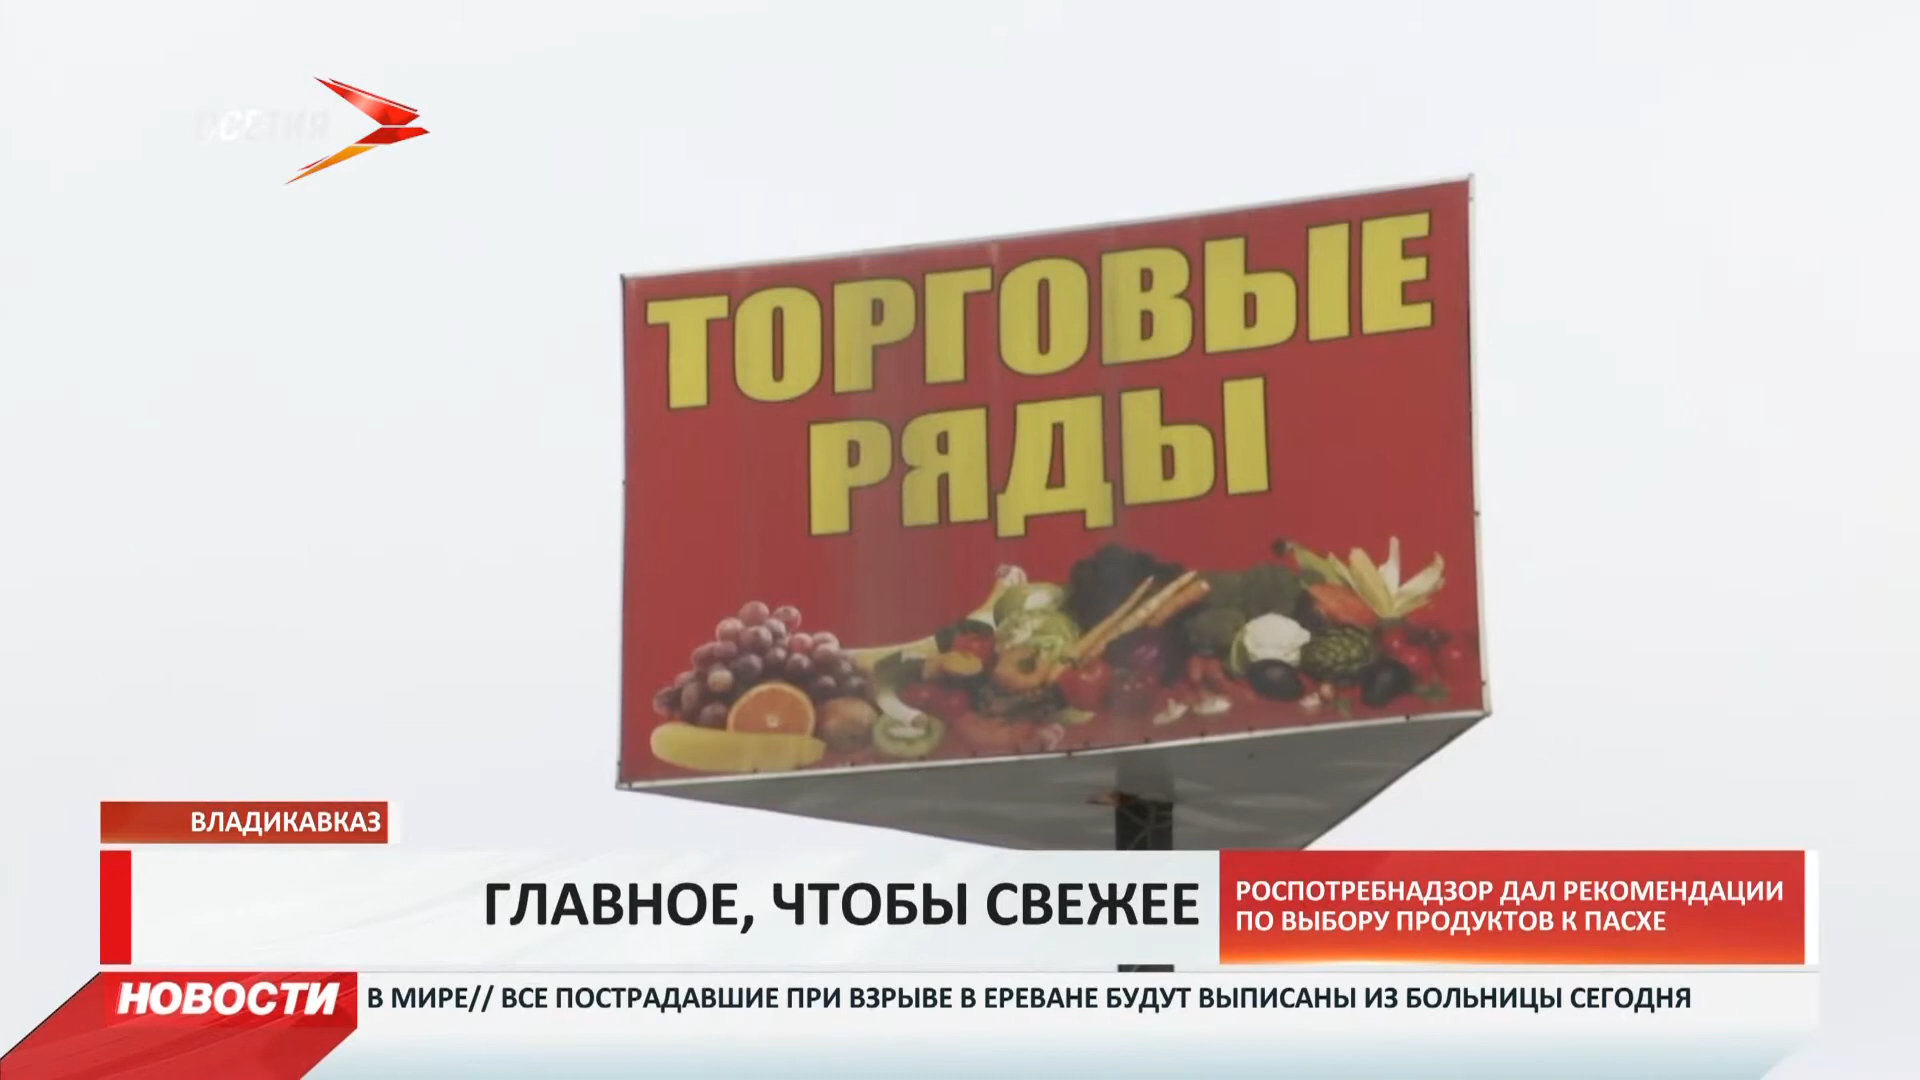 ОСЕТИЯ
ТОРГОВЫЕ
РЯДЫ
ВЛАДИКАВКАЗ
ГЛАВНОЕ, ЧТОБЫ СВЕЖЕЕ
РОСПОТРЕБНАДЗОР ДАЛ РЕКОМЕНДАЦИИ
ПО ВЫБОРУ ПРОДУКТОВ К ПАСХЕ
НОВОСТИ
В МИРЕ// ВСЕ ПОСТРАДАВШИЕ ПРИ ВЗРЫВЕ В ЕРЕВАНЕ БУДУТ ВЫПИСАНЫ ИЗ БОЛЬНИЦЫ СЕГОДНЯ